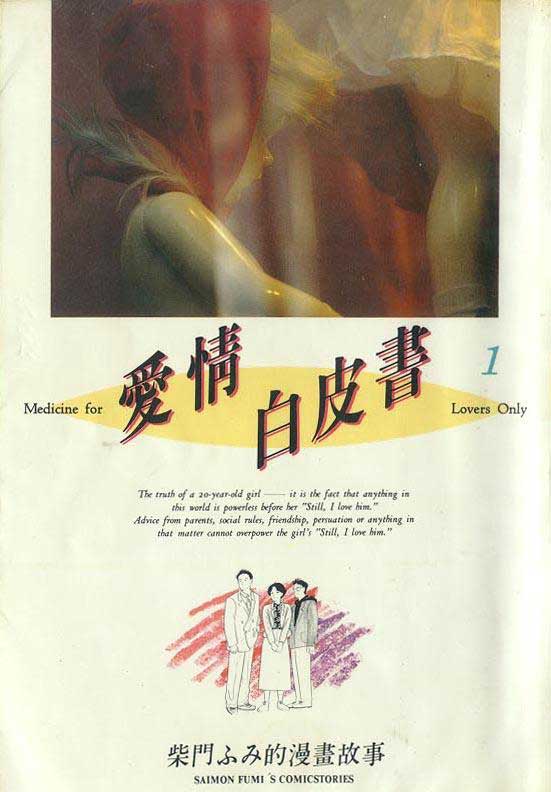 1
愛情白皮書
Medicine for
Lovers Only
The truth of a 20-year-old girl —— it is the fact that anything in
this world is powerless before her "Still, I love him."
Advice from parents, social rules, friendship, persuation or anything in
that matter cannot overpower the girl's "Still, I love him."
柴門ふみ的漫畫故事
SAIMON FUMI ´S COMICSTORIES